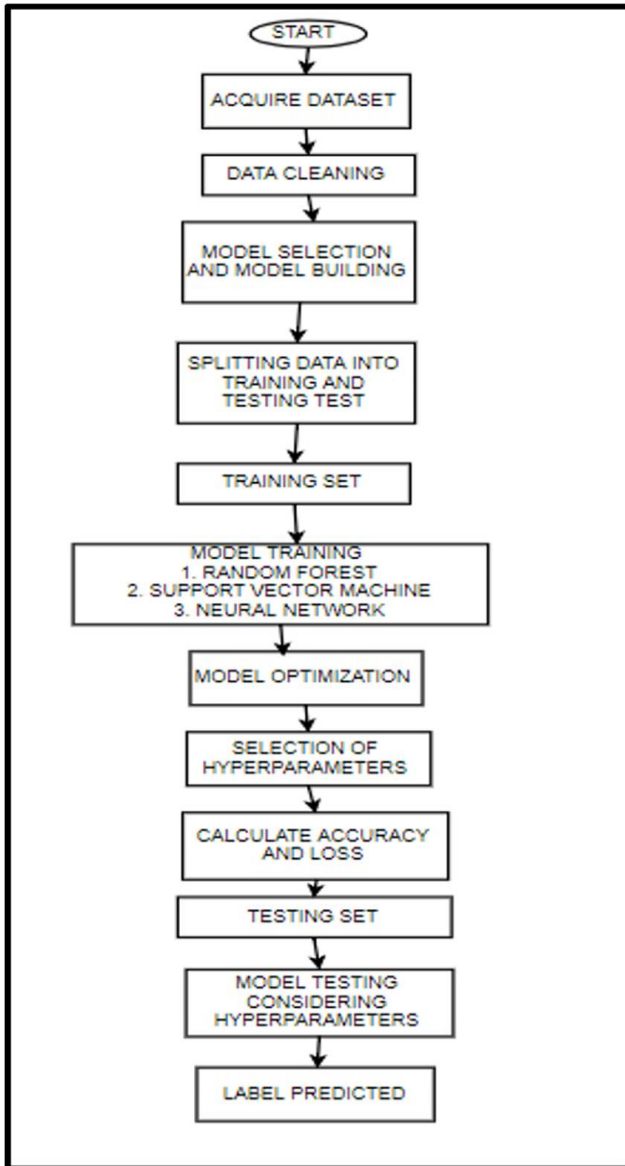 START
ACQUIRE DATASET
DATA CLEANING
MODEL SELECTION
AND MODEL BUILDING
SPLITTING DATA INTO
TRAINING AND
TESTING TEST
TRAINING SET
MODEL TRAINING
1. RANDOM FOREST
2. SUPPORT VECTOR MACHINE
3. NEURAL NETWORK
MODEL OPTIMIZATION
SELECTION OF
HYPERPARAMETERS
CALCULATE ACCURACY
AND LOSS
TESTING SET
MODEL TESTING
CONSIDERING
HYPERPARAMETERS
LABEL PREDICTED